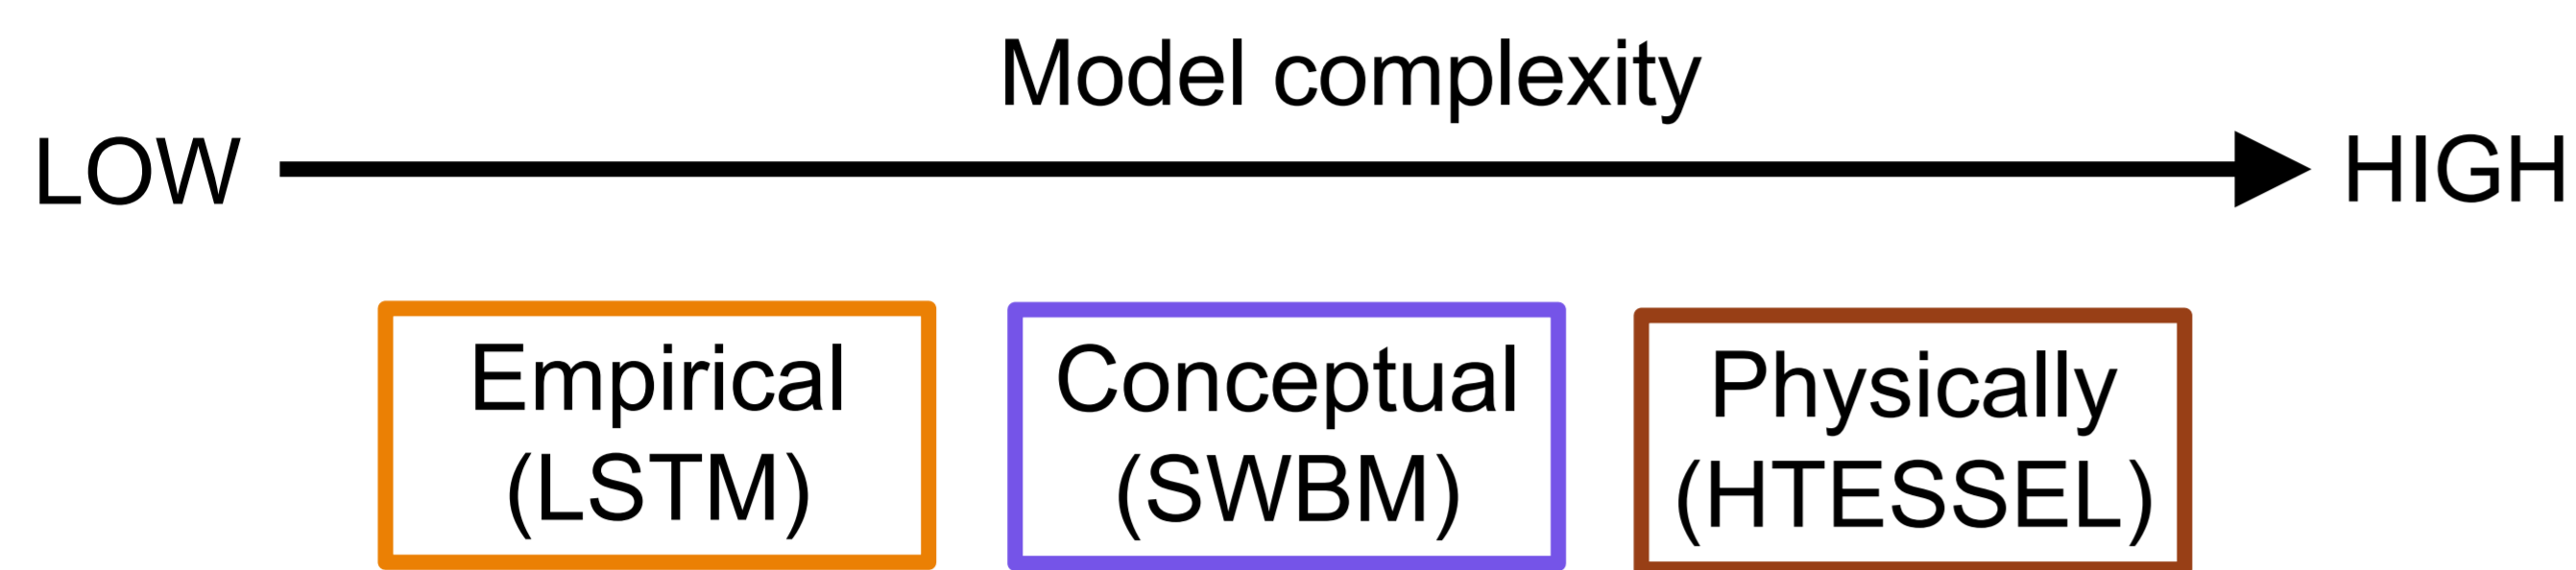 Model complexity
LOW
HIGH
Empirical
(LSTM)
Conceptual
(SWBM)
Physically
(HTESSEL)